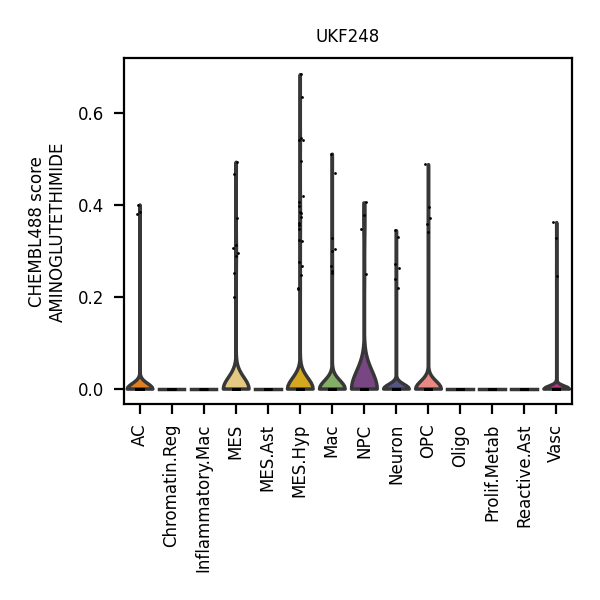 UKF248
CHEMBL488 score
AMINOGLUTETHIMIDE
0.6
0.4
0.2
0.0
AC
Chromatin.Reg
Inflammatory.Mac
MES
MES.Ast
MES.Hyp
Mac
NPC
Neuron
OPC
Oligo
Prolif.Metab
Reactive.Ast
Vasc